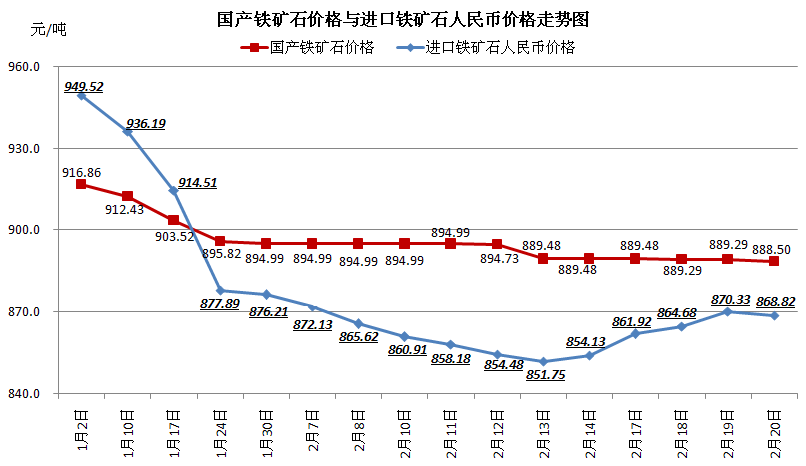 国产铁矿石价格与进口铁矿石人民币价格走势图
元/吨
国产铁矿石价格 进口铁矿石人民币价格
960.0
930.0
900.0
870.0
840.0
949.52 936.19 914.51 877.89 876.21 872.13 865.62 860.91 858.18 854.48 851.75 854.13 861.92 864.68 870.33 868.82
916.86 912.43 903.52 895.82 894.99 894.99 894.99 894.99 894.99 894.73 889.48 889.48 889.48 889.29 889.29 888.50
1月2日 1月10日 1月17日 1月24日 1月30日 2月7日 2月8日 2月10日 2月11日 2月12日 2月13日 2月14日 2月17日 2月18日 2月19日 2月20日